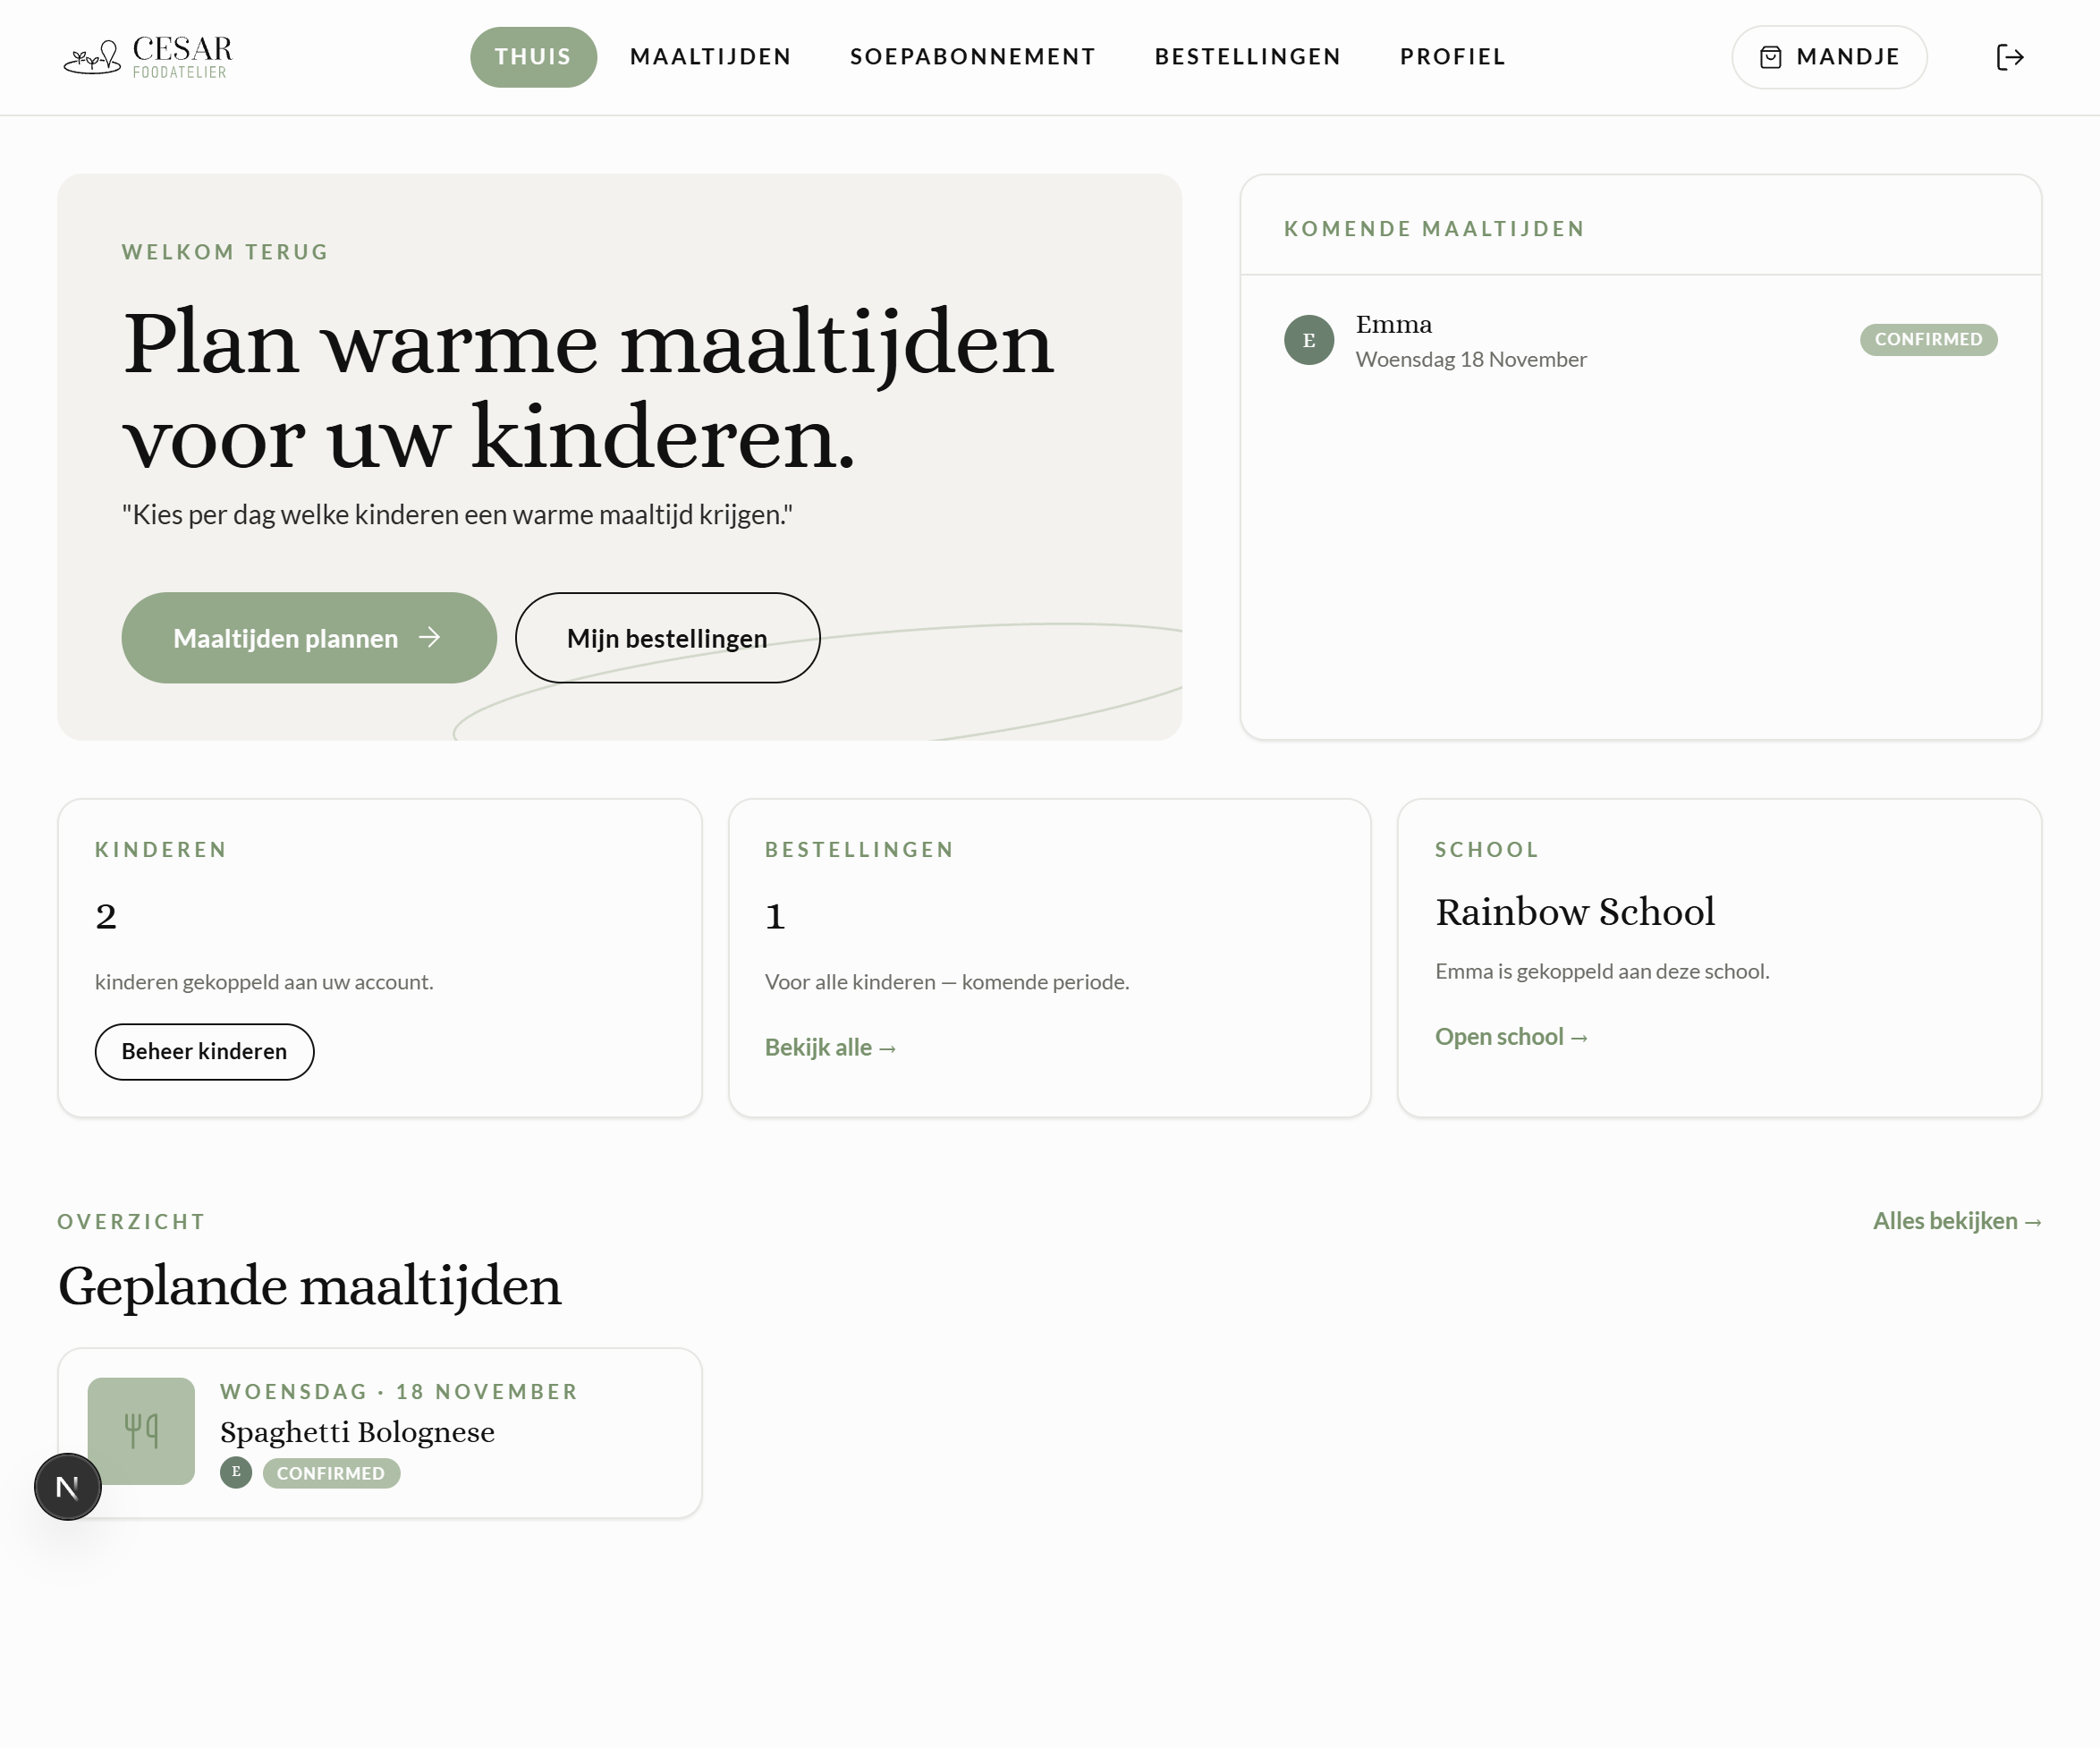 CESAR
FOODATELIER
THUIS
MAALTIJDEN
SOEPABONNEMENT
BESTELLINGEN
PROFIEL
MANDJE
WELKOM TERUG
Plan warme maaltijden
voor uw kinderen.
"Kies per dag welke kinderen een warme maaltijd krijgen."
Maaltijden plannen →
Mijn bestellingen
KOMENDE MAALTIJDEN
E
Emma
Woensdag 18 November
CONFIRMED
KINDEREN
2
kinderen gekoppeld aan uw account.
Beheer kinderen
BESTELLINGEN
1
Voor alle kinderen — komende periode.
Bekijk alle →
SCHOOL
Rainbow School
Emma is gekoppeld aan deze school.
Open school →
OVERZICHT
Alles bekijken →
Geplande maaltijden
WOENSDAG · 18 NOVEMBER
Spaghetti Bolognese
E
CONFIRMED
N